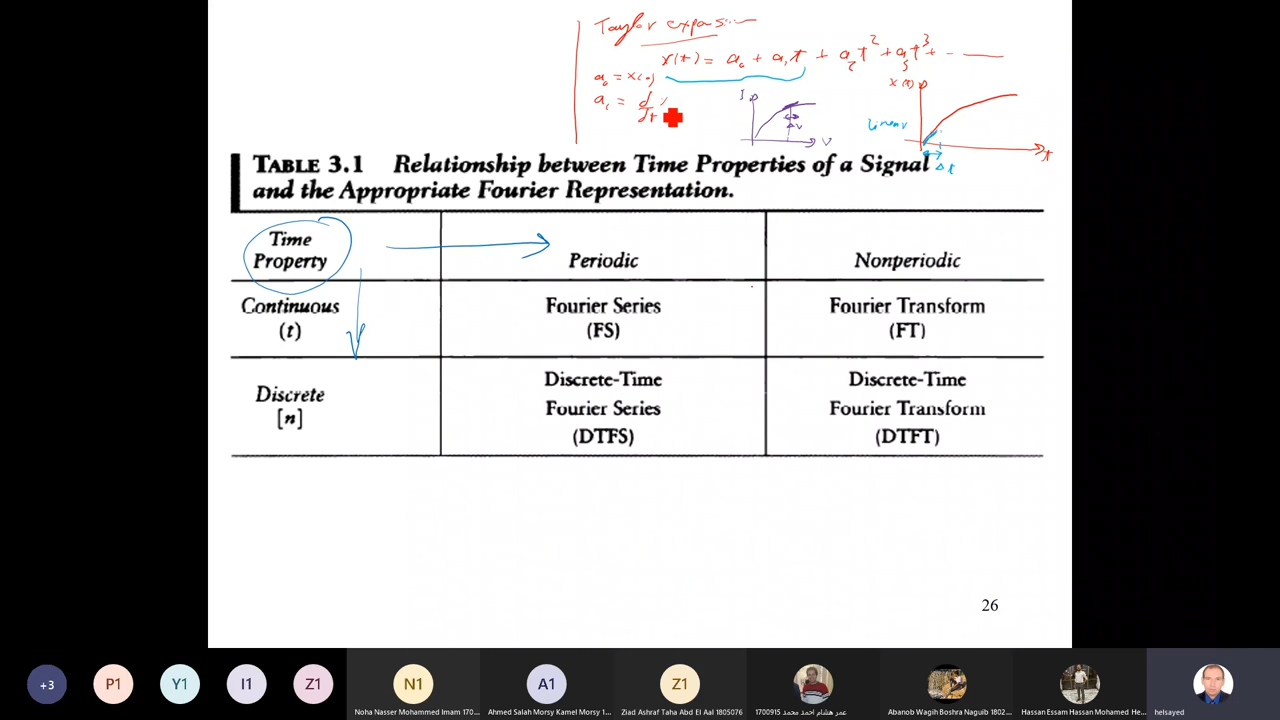 Taylor expansion
x(t) = a₀ + a₁t + a₂t² + a₃t³ + - ——
a₀ = x(0)
a₁ = d/dt x
I
ΔV
V
x(t)
linear
Δt
t
TABLE 3.1 Relationship between Time Properties of a Signal
and the Appropriate Fourier Representation.
Time
Property
Periodic
Nonperiodic
Continuous
(t)
Fourier Series
(FS)
Fourier Transform
(FT)
Discrete
[n]
Discrete-Time
Fourier Series
(DTFS)
Discrete-Time
Fourier Transform
(DTFT)
26
+3
P1
Y1
I1
Z1
N1
A1
Z1
Noha Nasser Mohammed Imam 170...
Ahmed Salah Morsy Kamel Morsy 1...
Ziad Ashraf Taha Abd El Aal 1805076
عمر هشام احمد محمد 1700915
Abanob Wagih Boshra Naguib 1802...
Hassan Essam Hassan Mohamed He...
helsayed